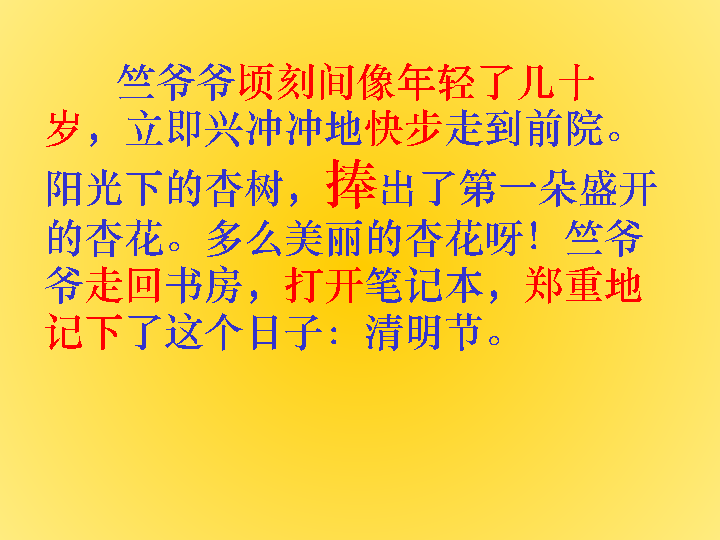 竺爷爷顷刻间像年轻了几十
岁，立即兴冲冲地快步走到前院。
阳光下的杏树，捧出了第一朵盛开
的杏花。多么美丽的杏花呀！竺爷
爷走回书房，打开笔记本，郑重地
记下了这个日子：清明节。